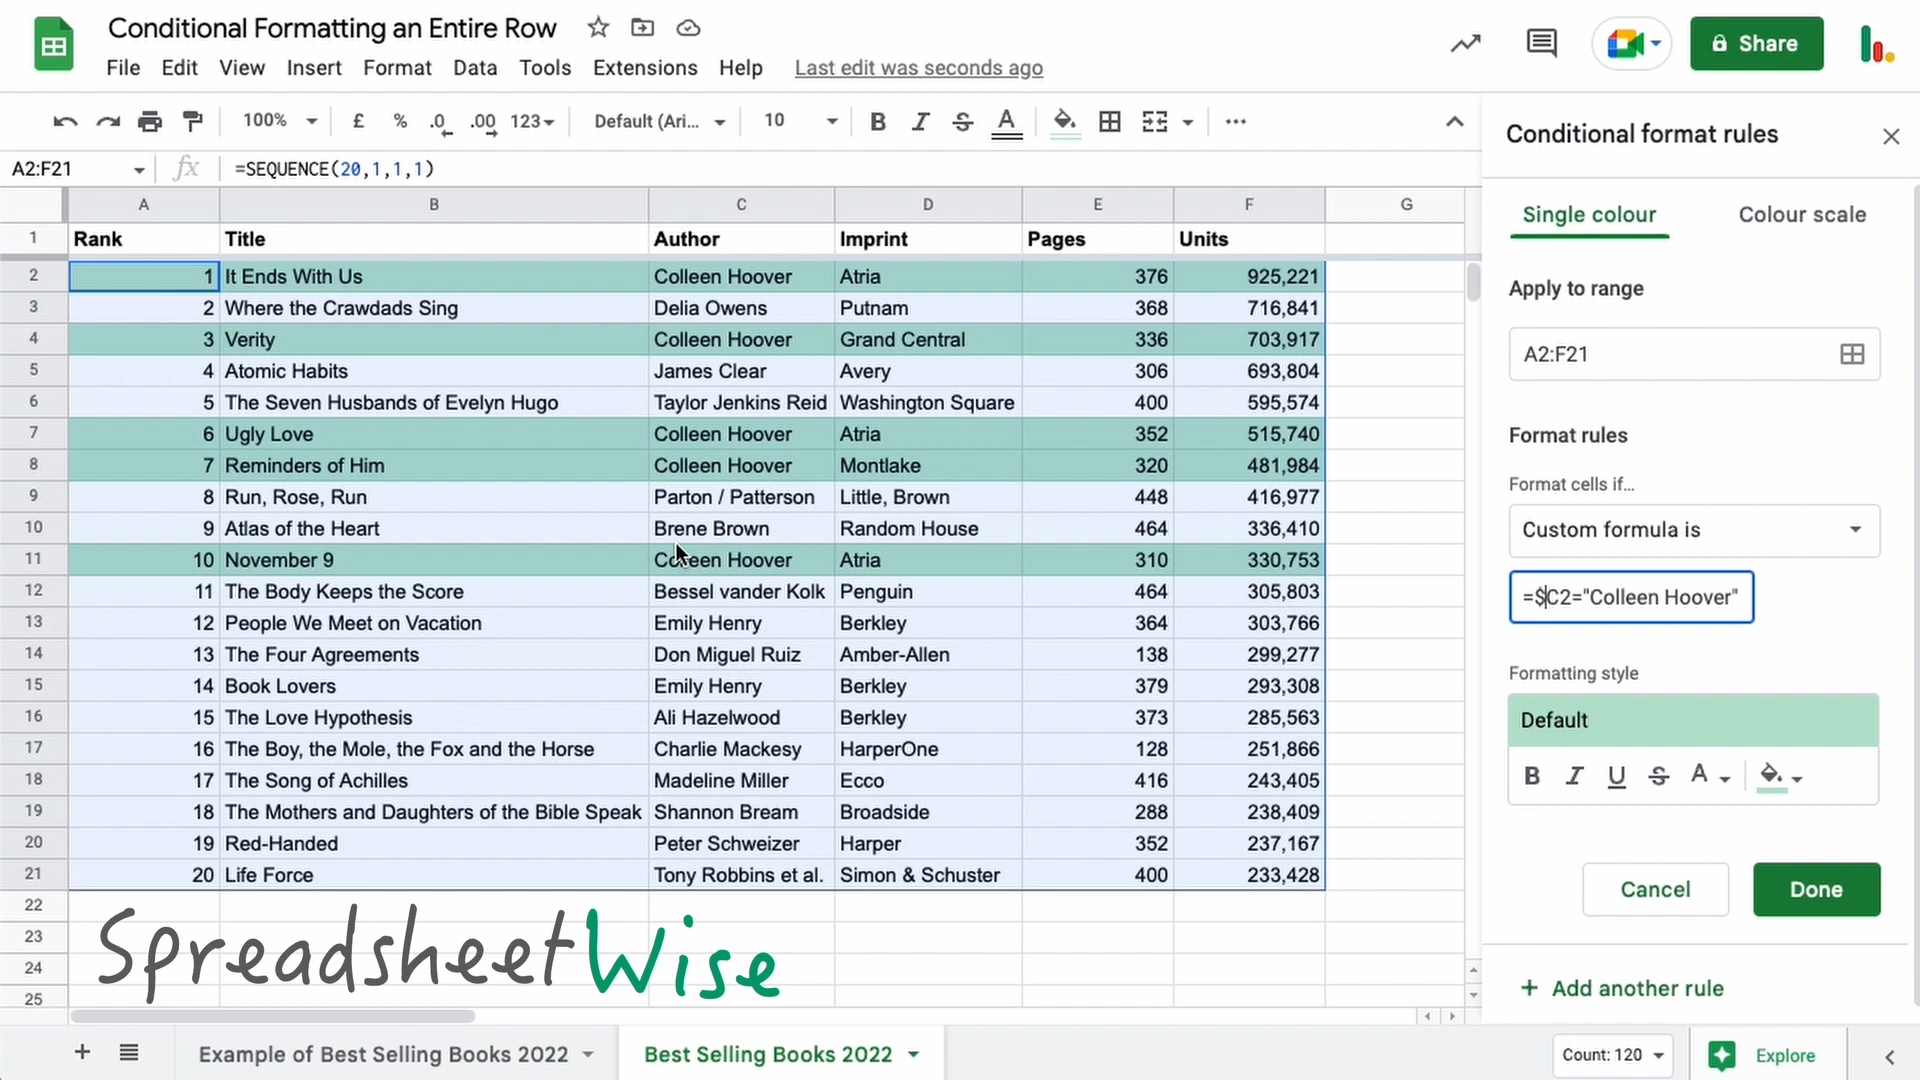 Conditional Formatting an Entire Row
File Edit View Insert Format Data Tools Extensions Help Last edit was seconds ago
Share
100% £ % .0 .00 123 Default (Ari... 10 B I S A
A2:F21 fx =SEQUENCE(20,1,1,1)
A B C D E F G
1 Rank Title Author Imprint Pages Units
2 1 It Ends With Us Colleen Hoover Atria 376 925,221
3 2 Where the Crawdads Sing Delia Owens Putnam 368 716,841
4 3 Verity Colleen Hoover Grand Central 336 703,917
5 4 Atomic Habits James Clear Avery 306 693,804
6 5 The Seven Husbands of Evelyn Hugo Taylor Jenkins Reid Washington Square 400 595,574
7 6 Ugly Love Colleen Hoover Atria 352 515,740
8 7 Reminders of Him Colleen Hoover Montlake 320 481,984
9 8 Run, Rose, Run Parton / Patterson Little, Brown 448 416,977
10 9 Atlas of the Heart Brene Brown Random House 464 336,410
11 10 November 9 Colleen Hoover Atria 310 330,753
12 11 The Body Keeps the Score Bessel vander Kolk Penguin 464 305,803
13 12 People We Meet on Vacation Emily Henry Berkley 364 303,766
14 13 The Four Agreements Don Miguel Ruiz Amber-Allen 138 299,277
15 14 Book Lovers Emily Henry Berkley 379 293,308
16 15 The Love Hypothesis Ali Hazelwood Berkley 373 285,563
17 16 The Boy, the Mole, the Fox and the Horse Charlie Mackesy HarperOne 128 251,866
18 17 The Song of Achilles Madeline Miller Ecco 416 243,405
19 18 The Mothers and Daughters of the Bible Speak Shannon Bream Broadside 288 238,409
20 19 Red-Handed Peter Schweizer Harper 352 237,167
21 20 Life Force Tony Robbins et al. Simon & Schuster 400 233,428
22
23
24
25
SpreadsheetWise
Example of Best Selling Books 2022 Best Selling Books 2022
Conditional format rules
Single colour Colour scale
Apply to range
A2:F21
Format rules
Format cells if…
Custom formula is
=$C2="Colleen Hoover"
Formatting style
Default
B I U S A
Cancel Done
+ Add another rule
Count: 120 Explore